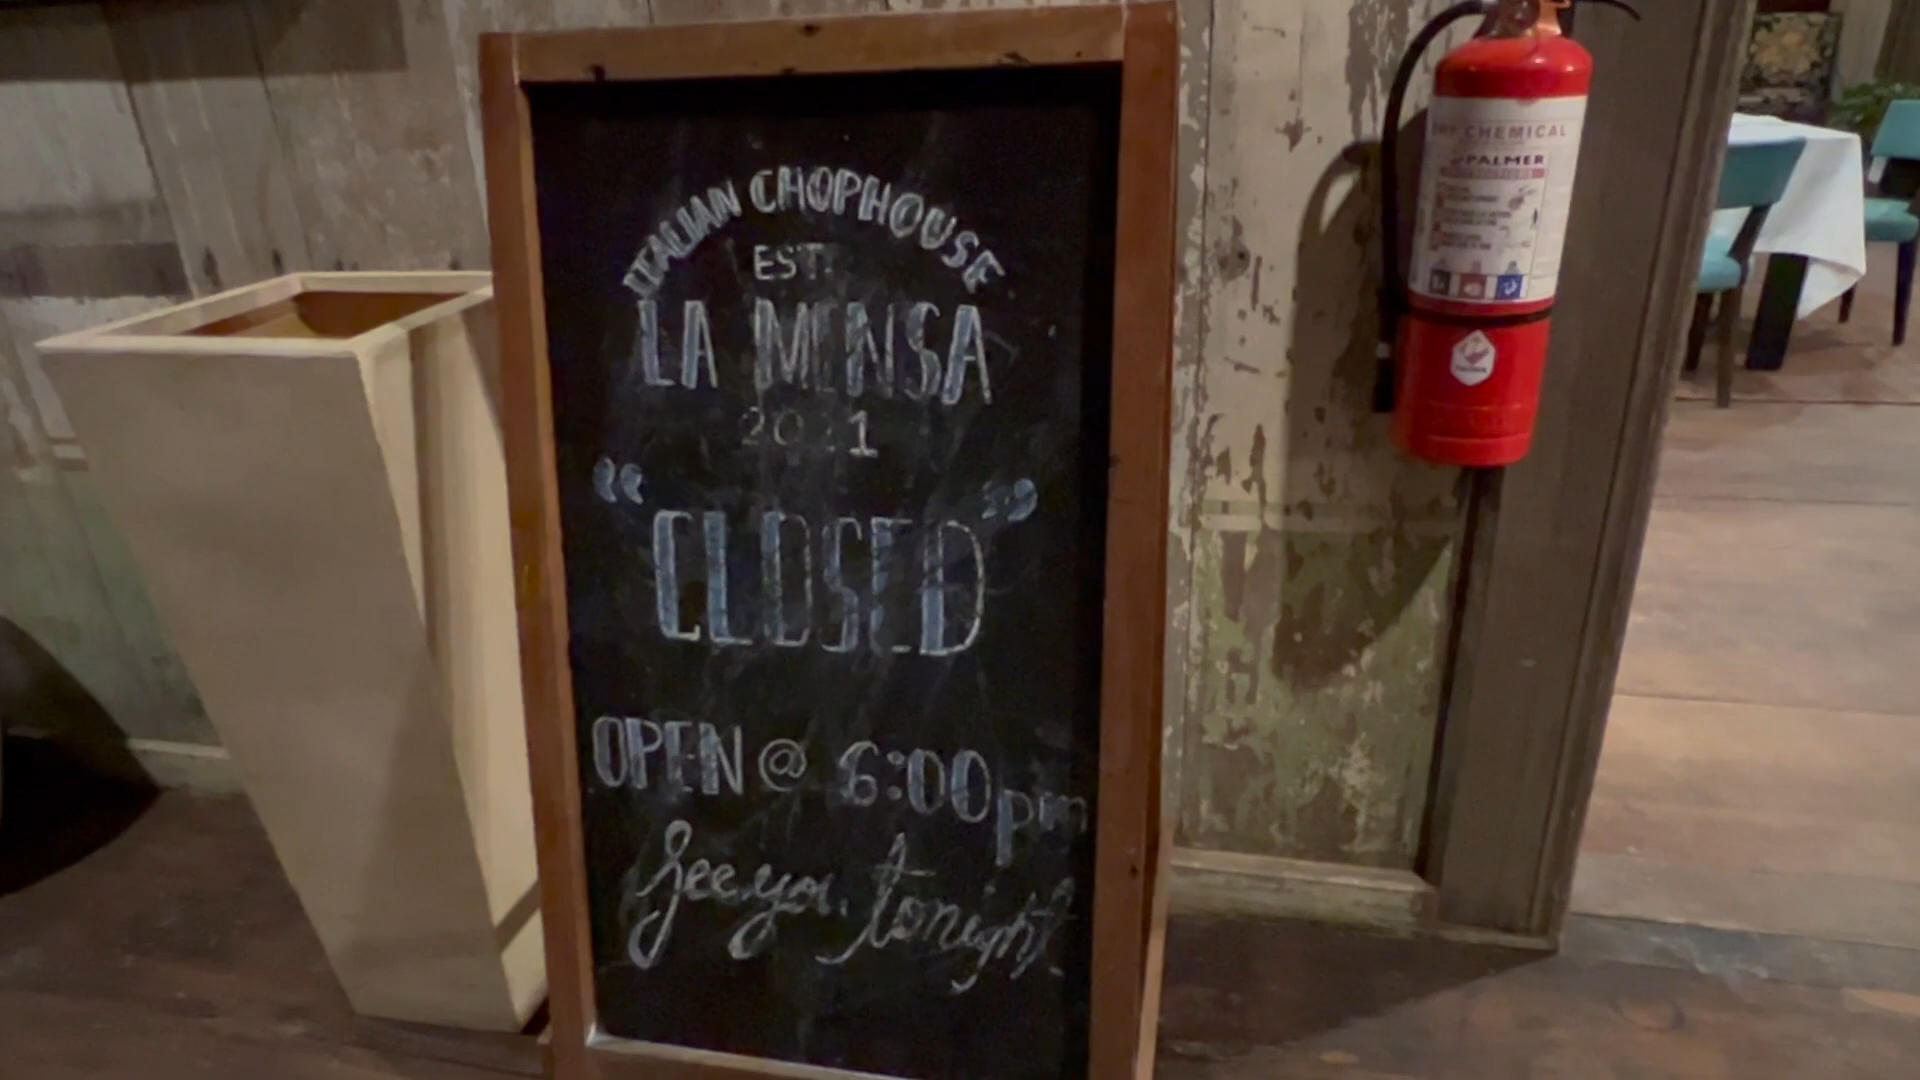 ITALIAN CHOPHOUSE
EST.
LA MENSA
2021
“CLOSED”
OPEN @ 6:00pm
See you tonight
DRY CHEMICAL
PALMER